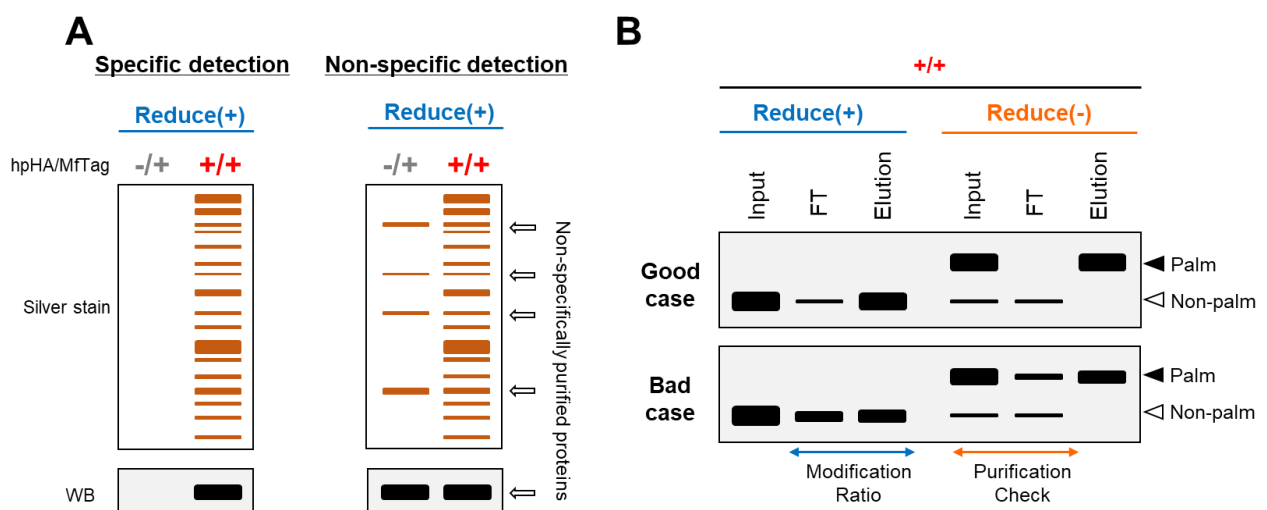 A
Specific detection
Non-specific detection
Reduce(+)
Reduce(+)
hpHA/MfTag
-/+
+/+
-/+
+/+
Silver stain
Non-specifically purified proteins
WB
B
+/+
Reduce(+)
Reduce(-)
Input
FT
Elution
Input
FT
Elution
Good
case
Palm
Non-palm
Bad
case
Palm
Non-palm
Modification
Ratio
Purification
Check